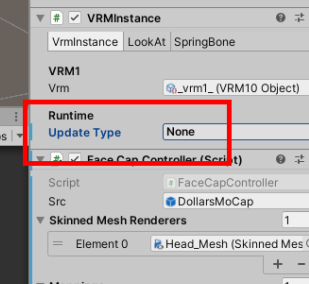 VRMInstance
VrmInstance LookAt SpringBone
VRM1
Vrm _vrm1_ (VRM10 Object)
Runtime
Update Type None
Face Cap Controller (Script)
Script FaceCapController
Src DollarsMoCap
Skinned Mesh Renderers 1
Element 0 Head_Mesh (Skinned Mes